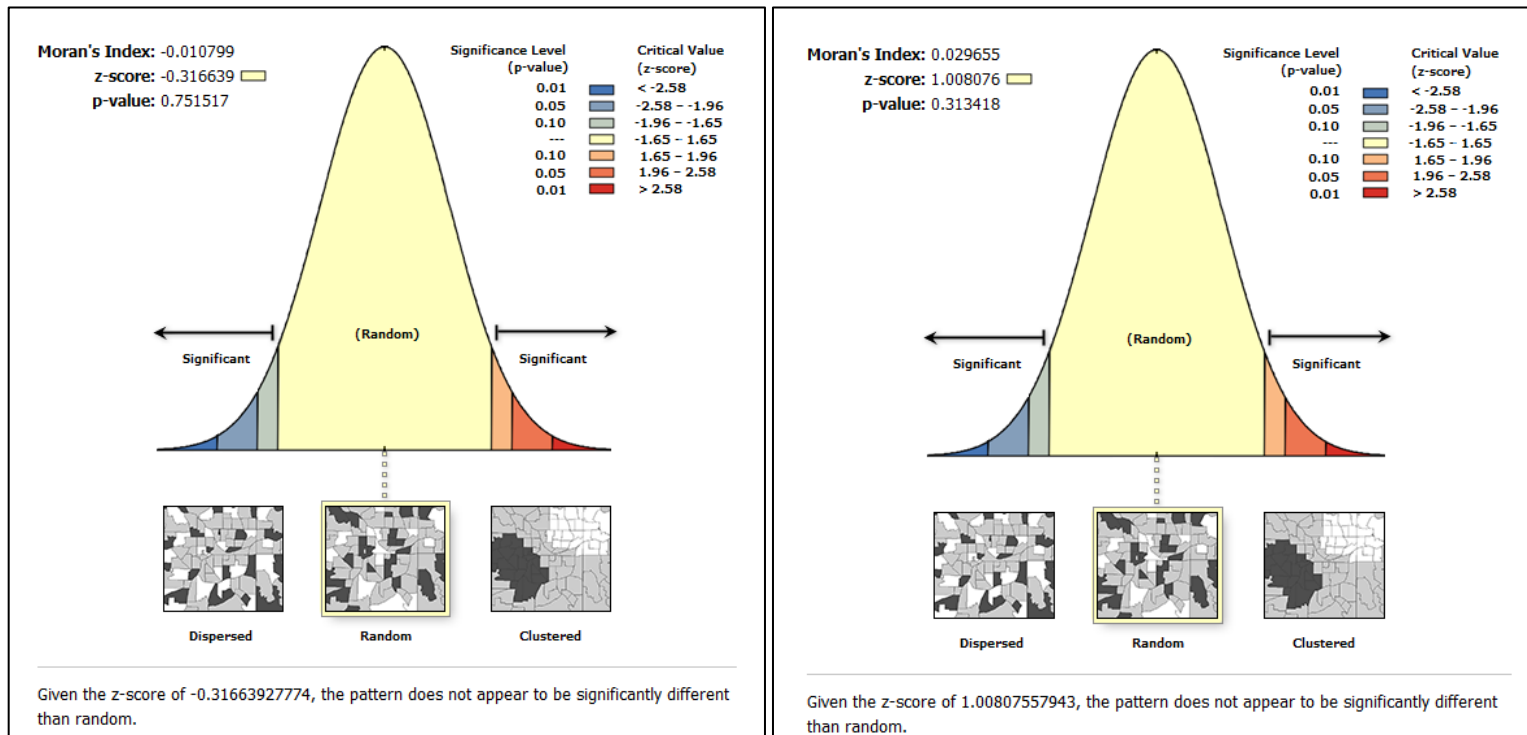 Moran's Index: -0.010799
z-score: -0.316639
p-value: 0.751517
Significance Level
(p-value)
Critical Value
(z-score)
0.01 < -2.58
0.05 -2.58 – -1.96
0.10 -1.96 – -1.65
--- -1.65 – 1.65
0.10 1.65 – 1.96
0.05 1.96 – 2.58
0.01 > 2.58
(Random)
Significant
Significant
Dispersed
Random
Clustered
Given the z-score of -0.31663927774, the pattern does not appear to be significantly different
than random.
Moran's Index: 0.029655
z-score: 1.008076
p-value: 0.313418
Significance Level
(p-value)
Critical Value
(z-score)
0.01 < -2.58
0.05 -2.58 – -1.96
0.10 -1.96 – -1.65
--- -1.65 – 1.65
0.10 1.65 – 1.96
0.05 1.96 – 2.58
0.01 > 2.58
(Random)
Significant
Significant
Dispersed
Random
Clustered
Given the z-score of 1.00807557943, the pattern does not appear to be significantly different
than random.